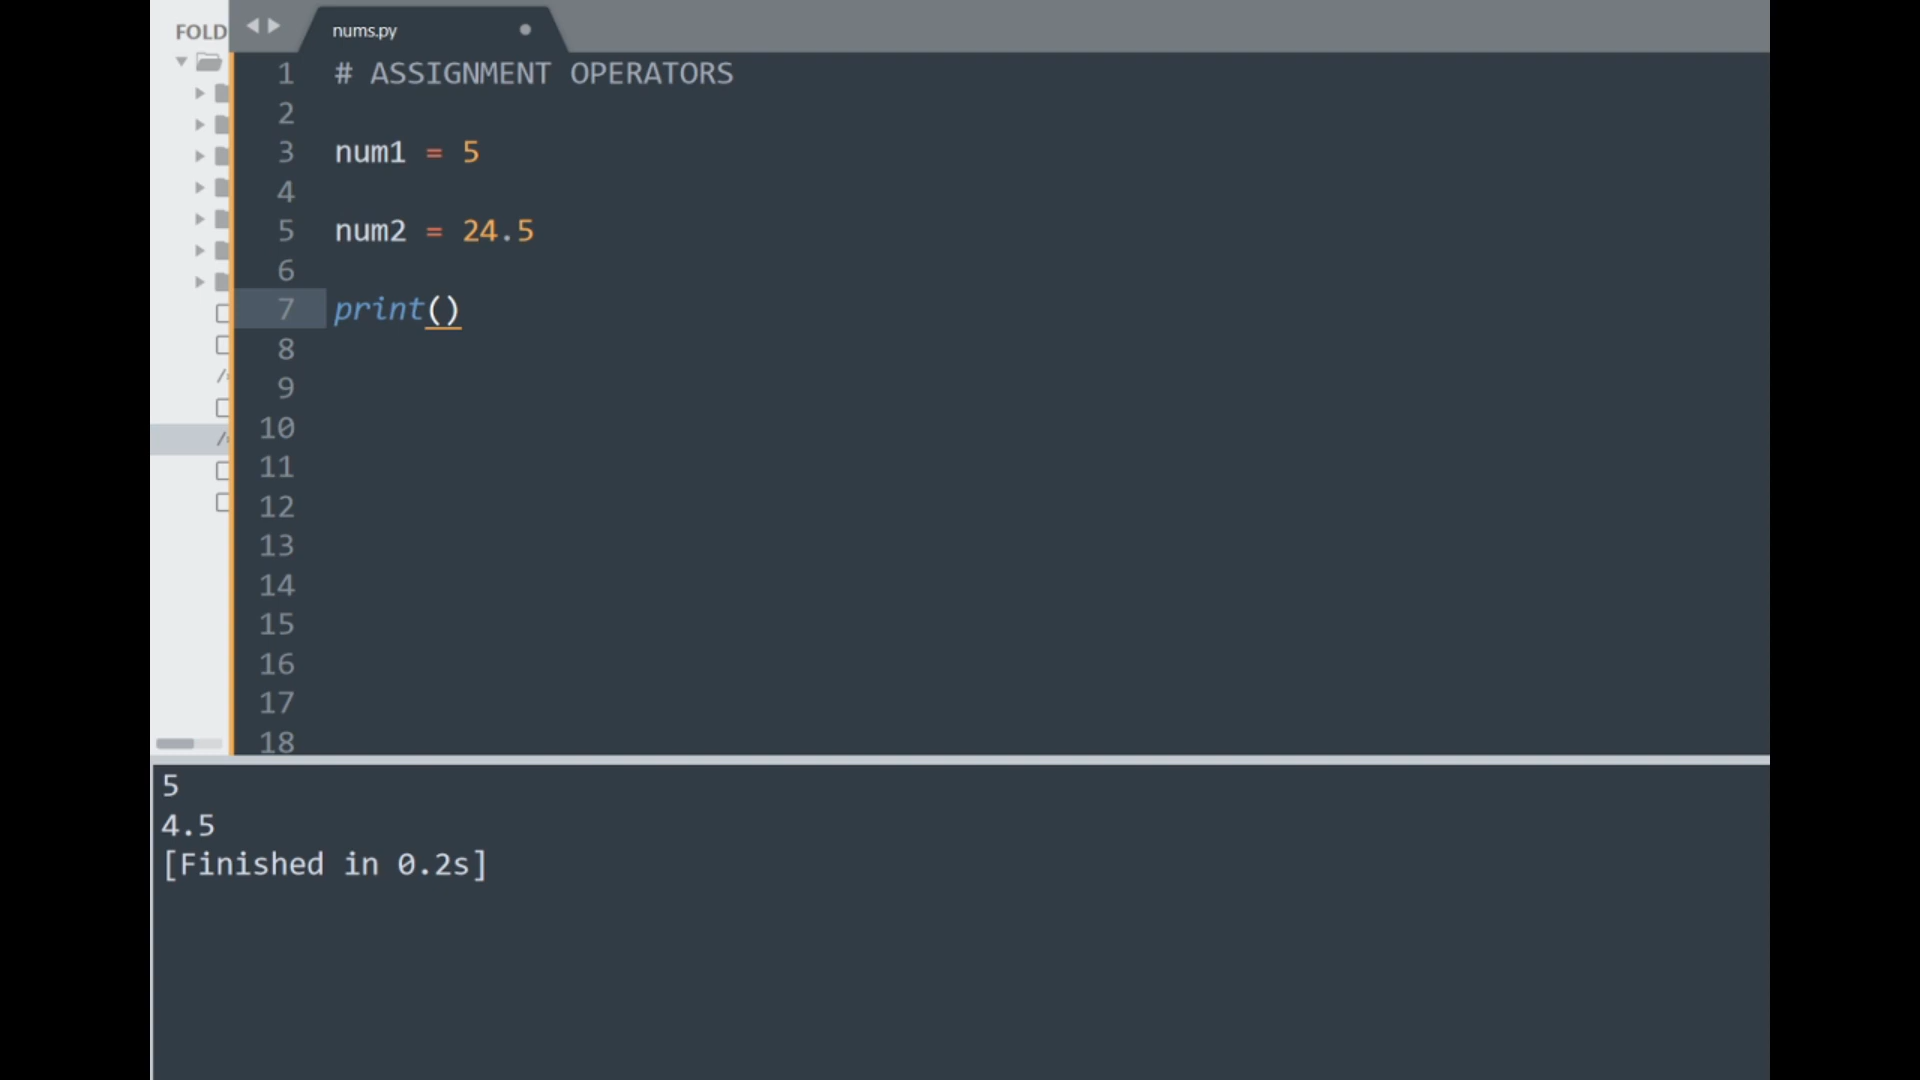 FOLD
nums.py
1 # ASSIGNMENT OPERATORS
2
3 num1 = 5
4
5 num2 = 24.5
6
7 print()
8
9
10
11
12
13
14
15
16
17
18
5
4.5
[Finished in 0.2s]